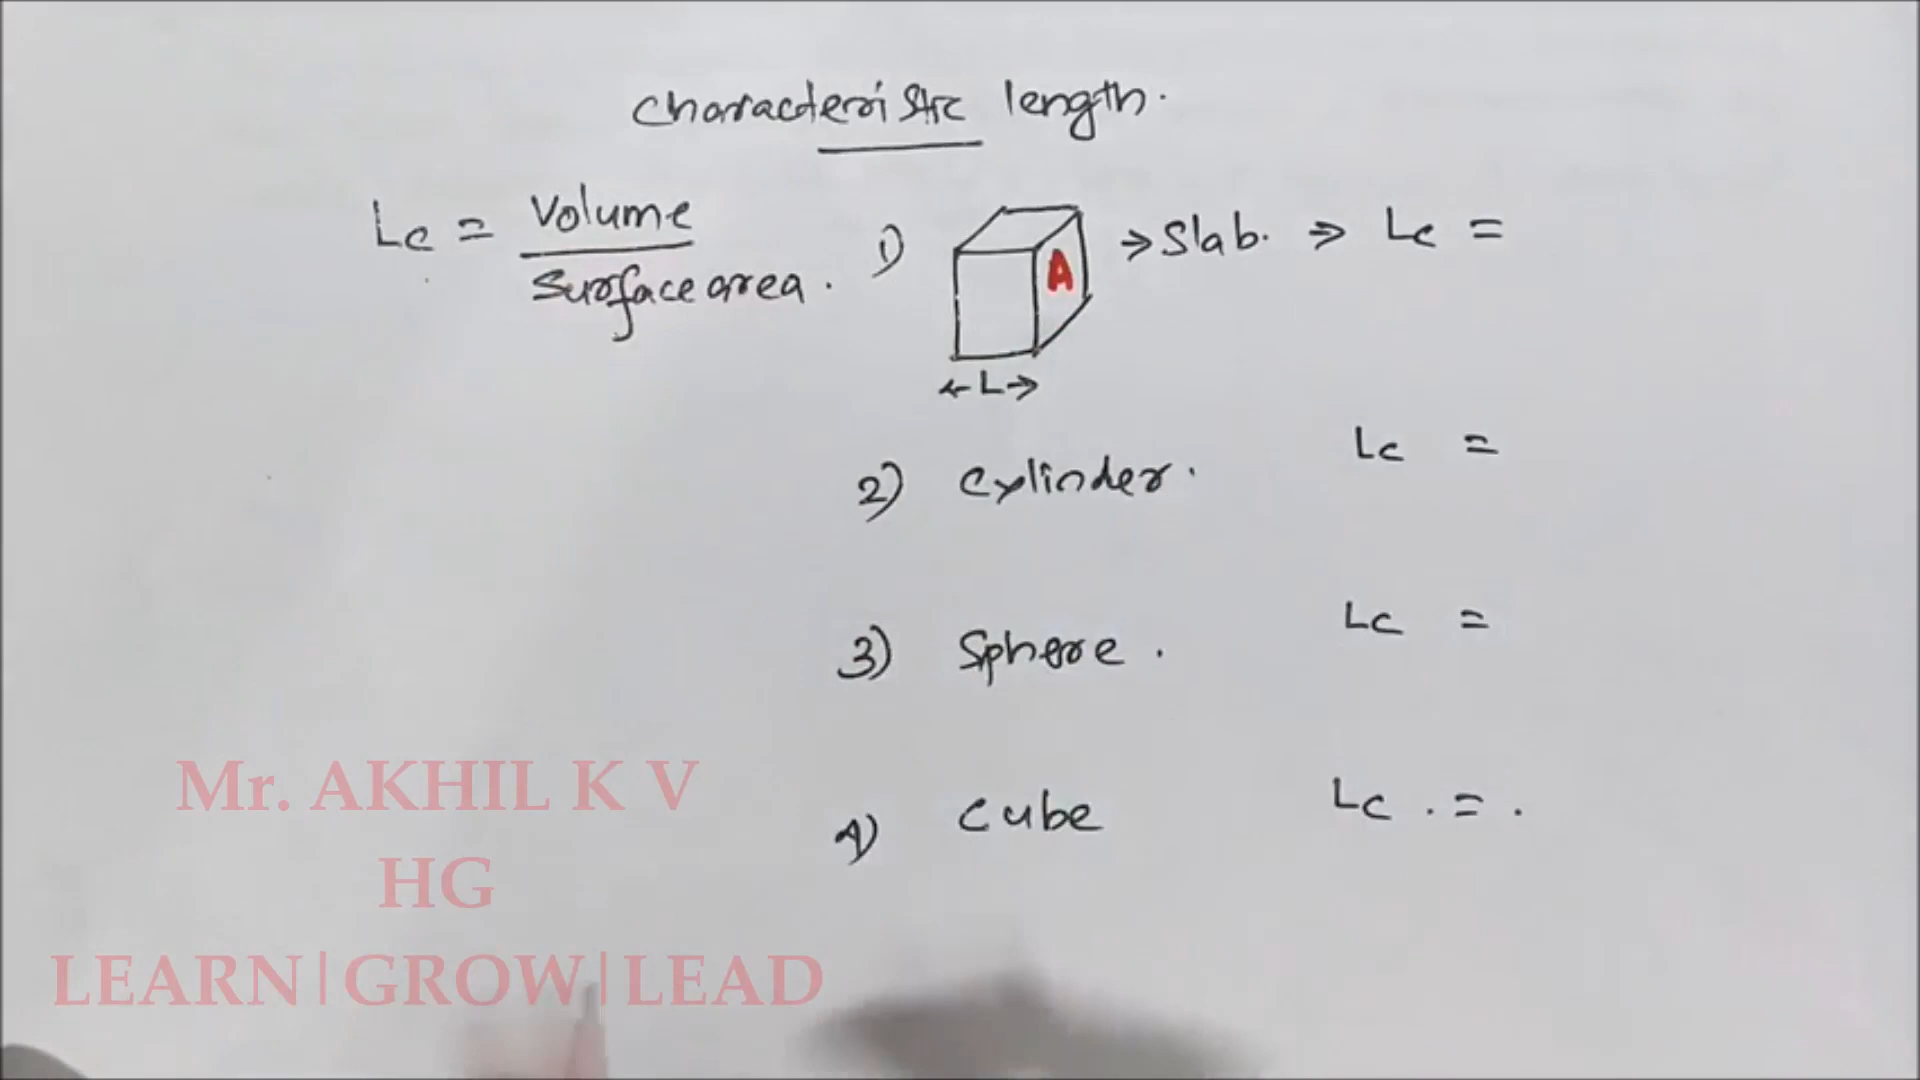 Characteristic length.
Lc = Volume / Surface area.
1) A → Slab. ⇒ Lc =
← L →
2) Cylinder. Lc =
3) Sphere. Lc =
4) Cube Lc . = .
Mr. AKHIL K V
HG
LEARN|GROW|LEAD